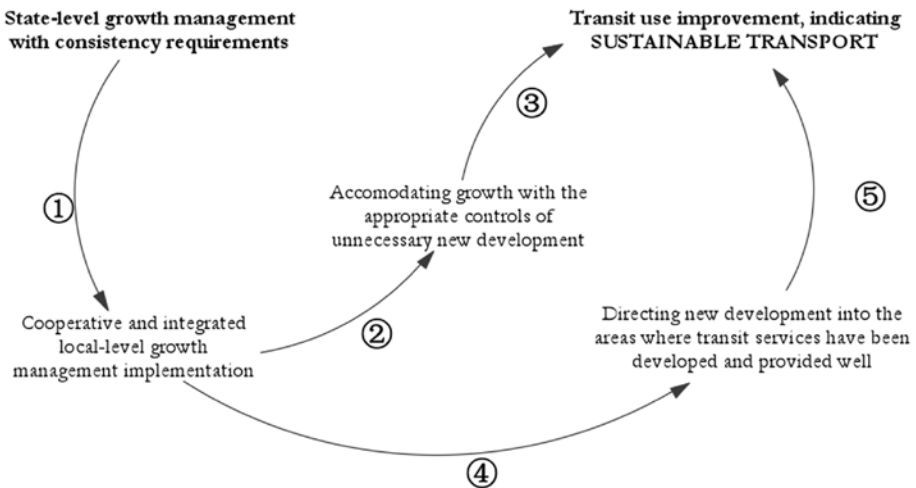 State-level growth management
with consistency requirements
Transit use improvement, indicating
SUSTAINABLE TRANSPORT
③
Accomodating growth with the
appropriate controls of
unnecessary new development
①
⑤
Cooperative and integrated
local-level growth
management implementation
②
Directing new development into the
areas where transit services have been
developed and provided well
④